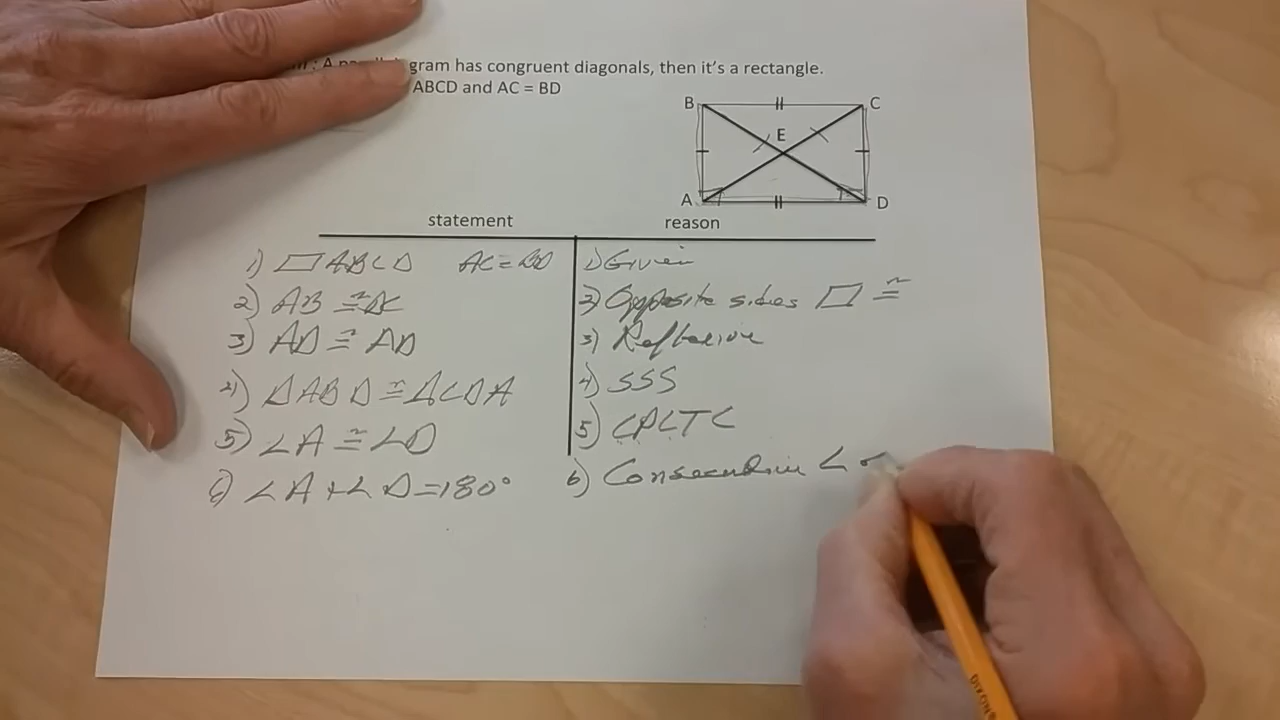 gram has congruent diagonals, then it's a rectangle.
ABCD and AC = BD
B C
E
A D
statement reason
1) ▱ABCD AC = BD 1) Given
2) AB ≅ DC 2) Opposite sides ▱ ≅
3) AD ≅ AD 3) Reflexive
4) ΔABD ≅ ΔCDA 4) SSS
5) ∠A ≅ ∠D 5) CPCTC
6) ∠A + ∠D = 180° 6) Consecutive ∠